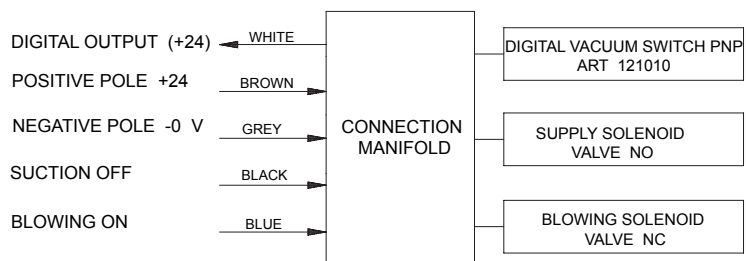 DIGITAL OUTPUT (+24)
WHITE
POSITIVE POLE +24
BROWN
NEGATIVE POLE -0 V
GREY
SUCTION OFF
BLACK
BLOWING ON
BLUE
CONNECTION
MANIFOLD
DIGITAL VACUUM SWITCH PNP
ART 121010
SUPPLY SOLENOID
VALVE NO
BLOWING SOLENOID
VALVE NC